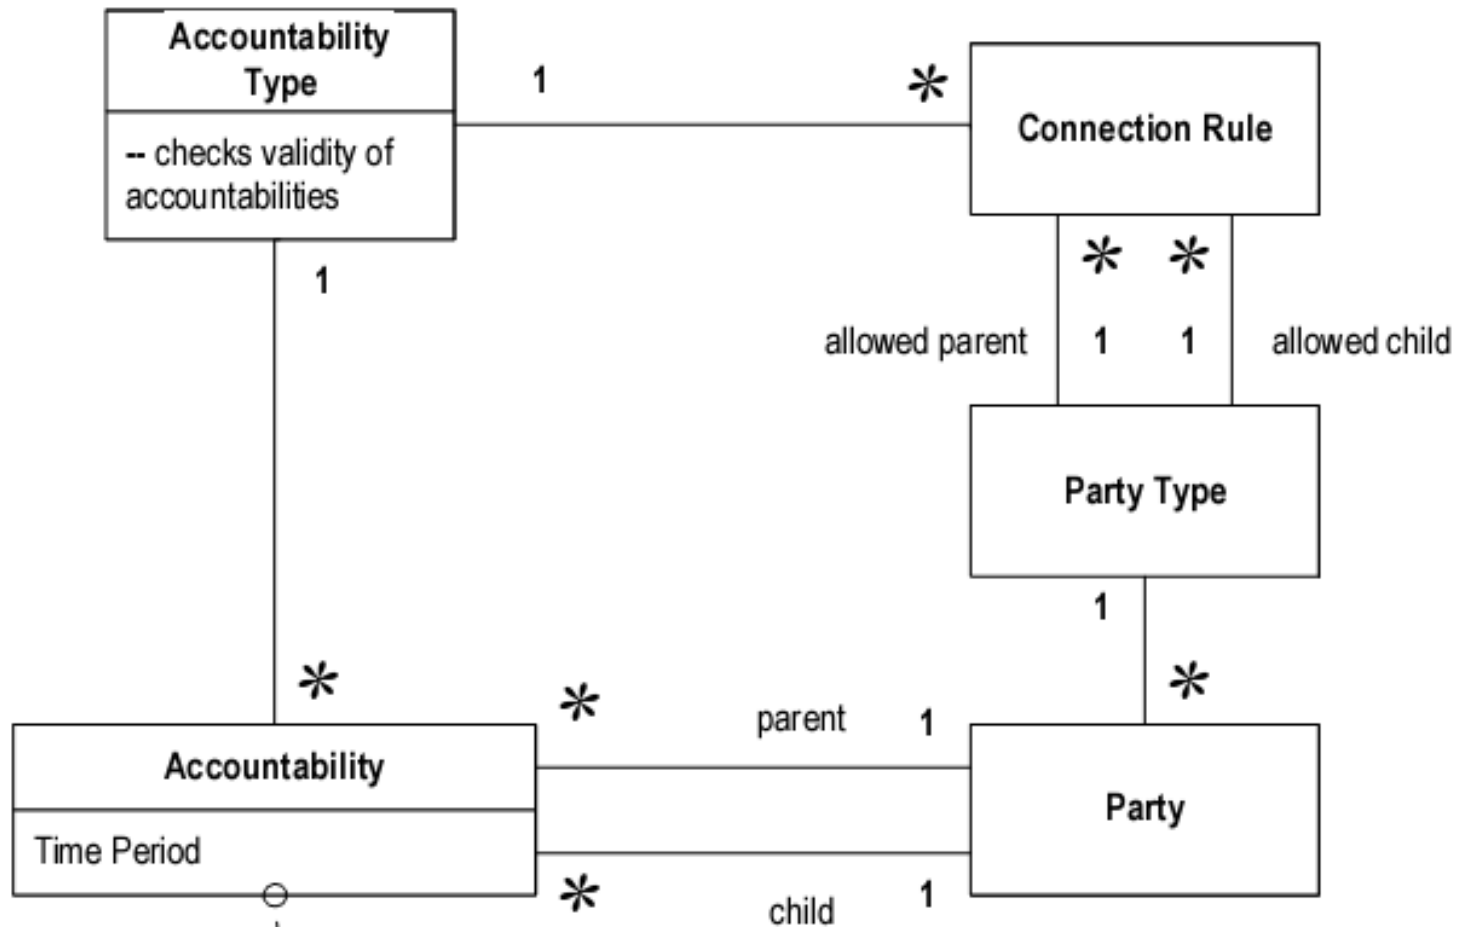 Accountability
Type
-- checks validity of
accountabilities
1
*
Connection Rule
1
* *
allowed parent 1 1 allowed child
Party Type
1
*
*
*
parent 1
Accountability
Time Period
Party
*
child
1